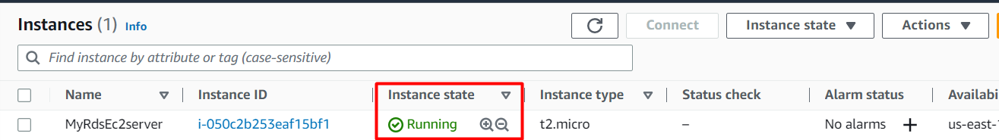 Instances (1) Info
Connect Instance state Actions
Find instance by attribute or tag (case-sensitive)
Name Instance ID Instance state Instance type Status check Alarm status Availabi
MyRdsEc2server i-050c2b253eaf15bf1 Running t2.micro – No alarms + us-east-